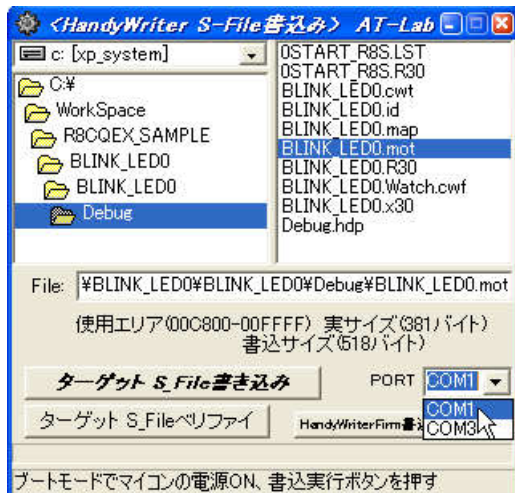 <HandyWriter S-File書込み> AT-Lab
c: [xp_system]
C:¥
WorkSpace
R8CQEX_SAMPLE
BLINK_LED0
BLINK_LED0
Debug
0START_R8S.LST
0START_R8S.R30
BLINK_LED0.cwt
BLINK_LED0.id
BLINK_LED0.map
BLINK_LED0.mot
BLINK_LED0.R30
BLINK_LED0.Watch.cwf
BLINK_LED0.x30
Debug.hdp
File: ¥BLINK_LED0¥BLINK_LED0¥Debug¥BLINK_LED0.mot
使用エリア(00C800-00FFFF) 実サイズ(381バイト)
書込サイズ(518バイト)
ターゲット S_File書き込み
PORT COM1
COM1
COM3
ターゲット S_Fileベリファイ
HandyWriterFirm書
ブートモードでマイコンの電源ON、書込実行ボタンを押す